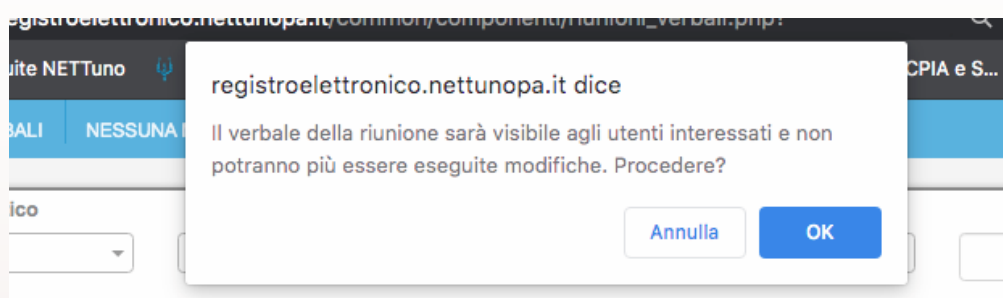 registroelettronico.nettunopa.it/common/componenti/riunioni_verbali.php?
uite NETTuno
CPIA e S...
BALI NESSUNA
registroelettronico.nettunopa.it dice
Il verbale della riunione sarà visibile agli utenti interessati e non
potranno più essere eseguite modifiche. Procedere?
ico
Annulla OK